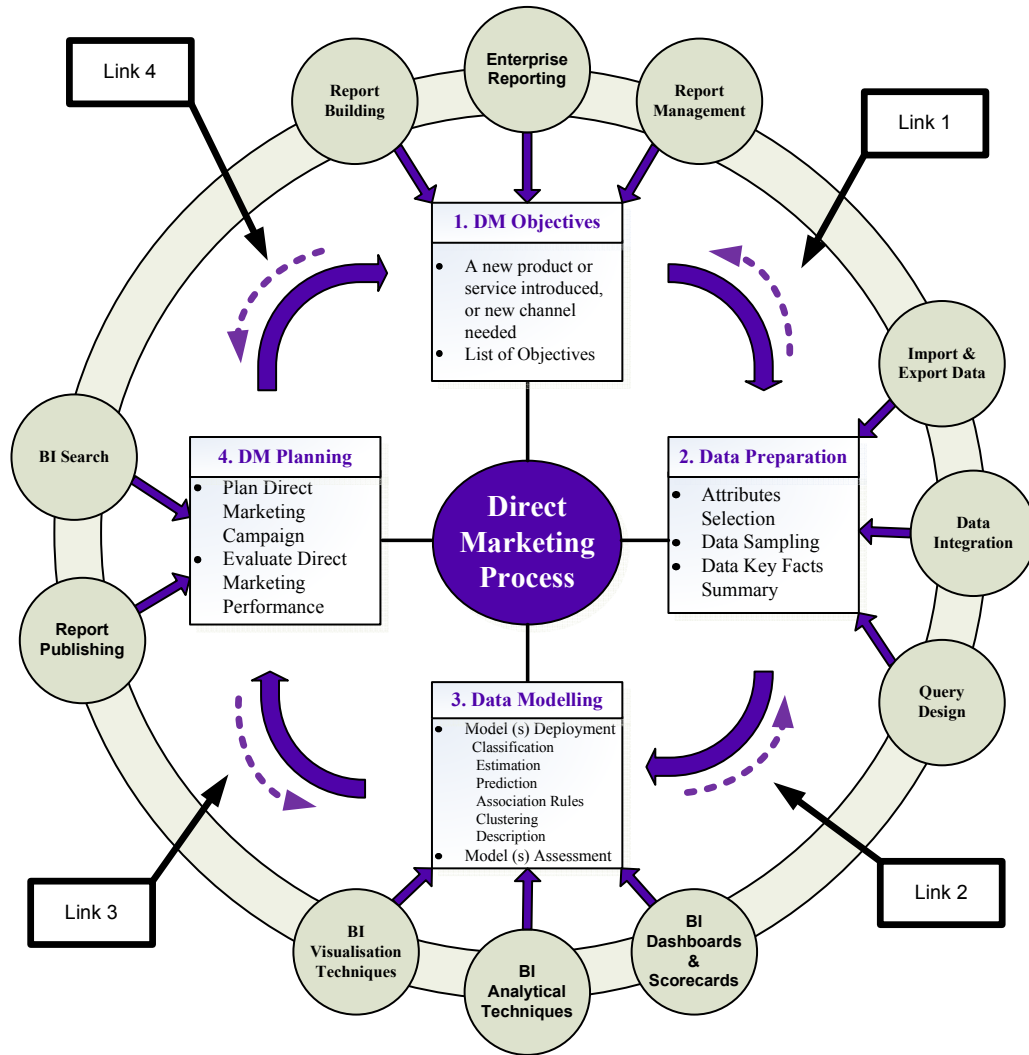 Link 4
Report
Building
Enterprise
Reporting
Report
Management
Link 1
1. DM Objectives
• A new product or
service introduced,
or new channel
needed
• List of Objectives
Import &
Export Data
BI Search
4. DM Planning
• Plan Direct
Marketing
Campaign
• Evaluate Direct
Marketing
Performance
Direct
Marketing
Process
2. Data Preparation
• Attributes
Selection
• Data Sampling
• Data Key Facts
Summary
Data
Integration
Report
Publishing
Query
Design
3. Data Modelling
• Model (s) Deployment
Classification
Estimation
Prediction
Association Rules
Clustering
Description
• Model (s) Assessment
Link 3
Link 2
BI
Visualisation
Techniques
BI
Analytical
Techniques
BI
Dashboards
&
Scorecards